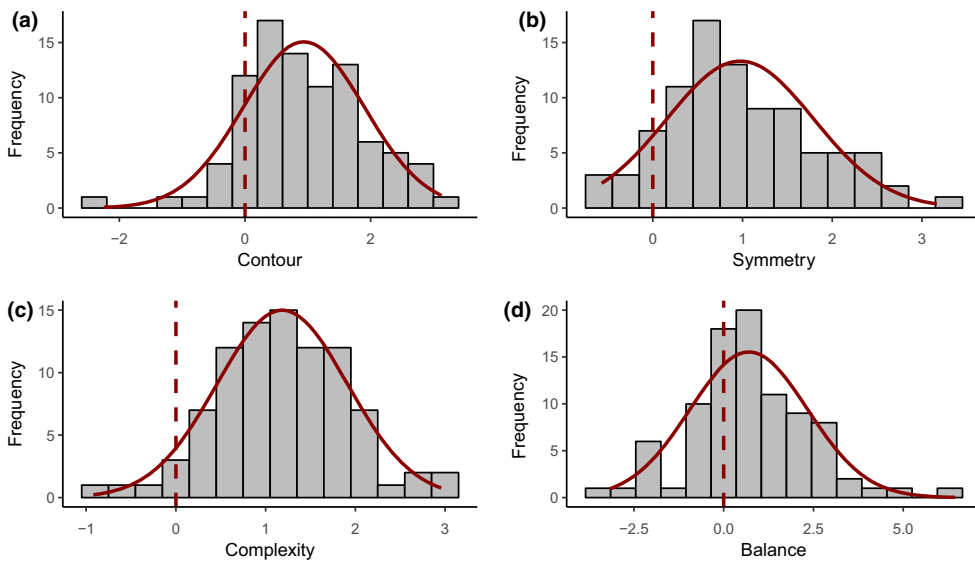 (a)
Frequency
15
10
5
0
−2 0 2
Contour
(b)
Frequency
15
10
5
0
0 1 2 3
Symmetry
(c)
Frequency
15
10
5
0
−1 0 1 2 3
Complexity
(d)
Frequency
20
15
10
5
0
−2.5 0.0 2.5 5.0
Balance